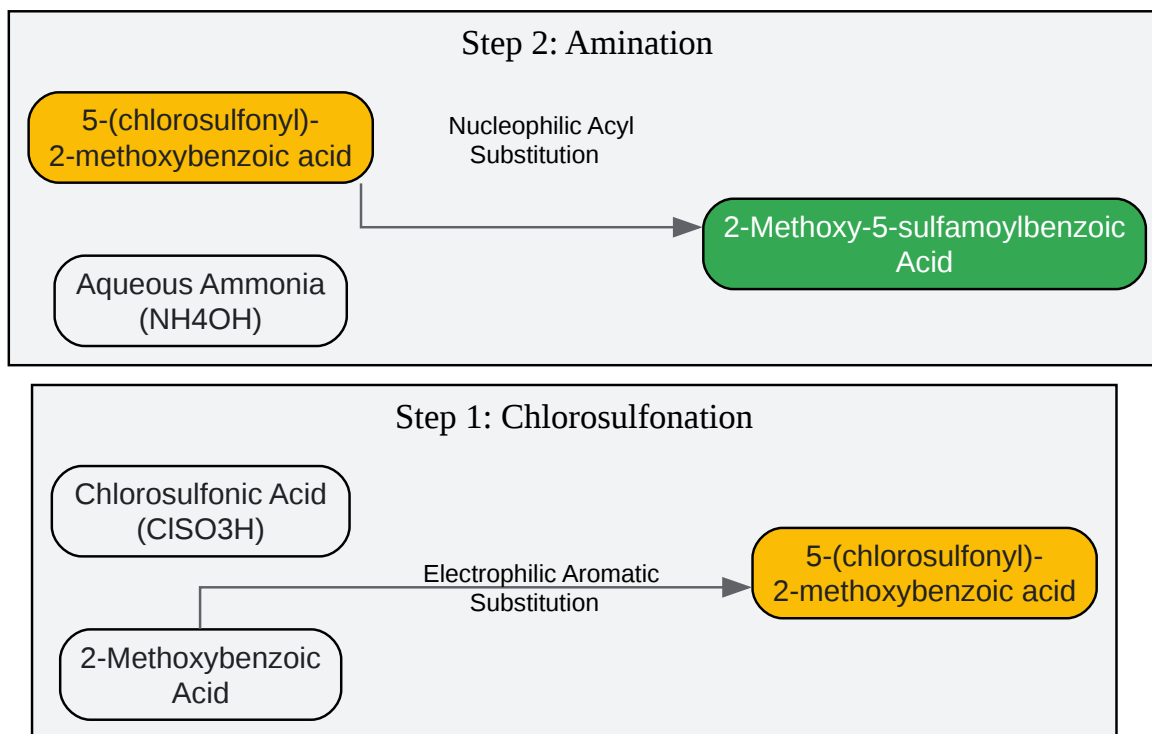 Step 2: Amination
5-(chlorosulfonyl)-
2-methoxybenzoic acid
Nucleophilic Acyl
Substitution
2-Methoxy-5-sulfamoylbenzoic
Acid
Aqueous Ammonia
(NH4OH)
Step 1: Chlorosulfonation
Chlorosulfonic Acid
(ClSO3H)
Electrophilic Aromatic
Substitution
5-(chlorosulfonyl)-
2-methoxybenzoic acid
2-Methoxybenzoic
Acid